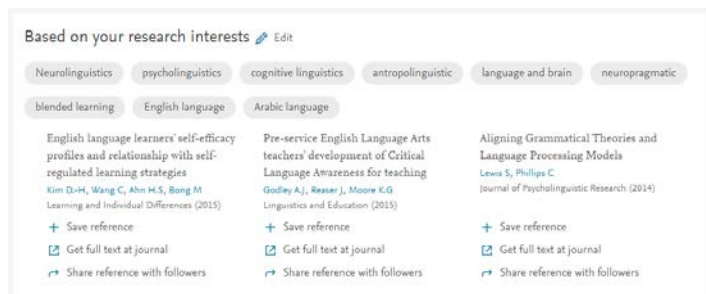 Based on your research interests Edit
Neurolinguistics psycholinguistics cognitive linguistics antropolinguistic language and brain neuropragmatic
blended learning English language Arabic language
English language learners' self-efficacy
profiles and relationship with self-
regulated learning strategies
Kim D.-H, Wang C, Ahn H.S, Bong M
Learning and Individual Differences (2015)
Save reference
Get full text at journal
Share reference with followers
Pre-service English Language Arts
teachers' development of Critical
Language Awareness for teaching
Godley A.J, Reaser J, Moore K.G
Linguistics and Education (2015)
Save reference
Get full text at journal
Share reference with followers
Aligning Grammatical Theories and
Language Processing Models
Lewis S, Phillips C
Journal of Psycholinguistic Research (2014)
Save reference
Get full text at journal
Share reference with followers